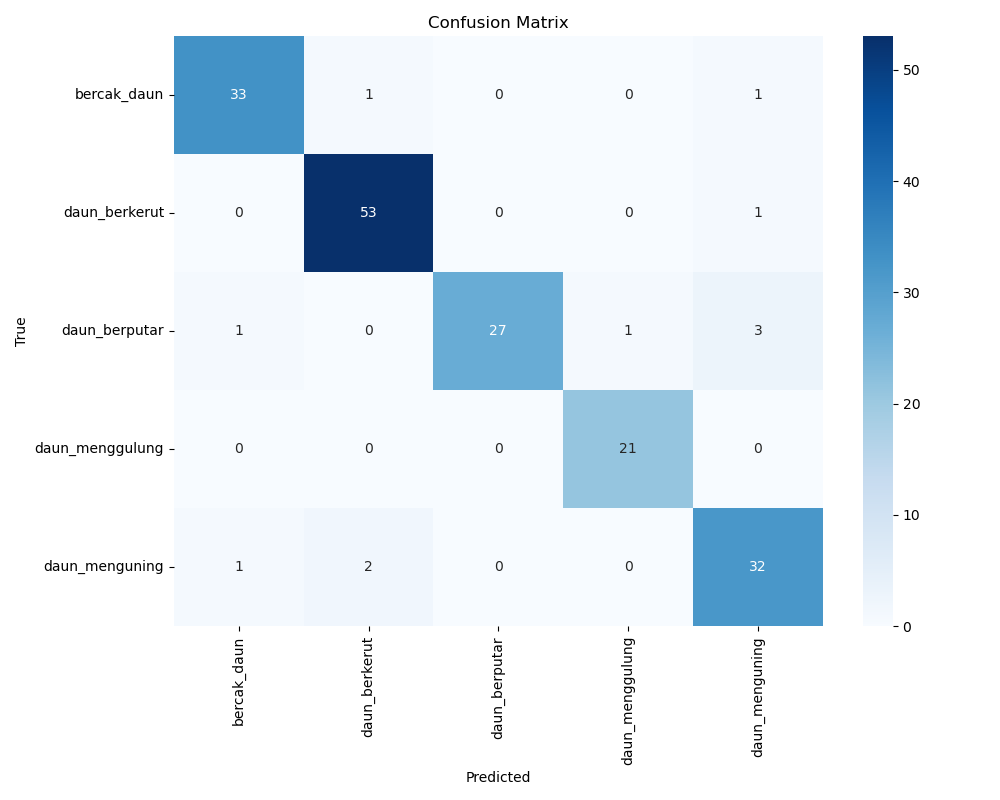 Confusion Matrix
bercak_daun 33 1 0 0 1
daun_berkerut 0 53 0 0 1
daun_berputar 1 0 27 1 3
daun_menggulung 0 0 0 21 0
daun_menguning 1 2 0 0 32
True
bercak_daun
daun_berkerut
daun_berputar
daun_menggulung
daun_menguning
Predicted
50
40
30
20
10
0